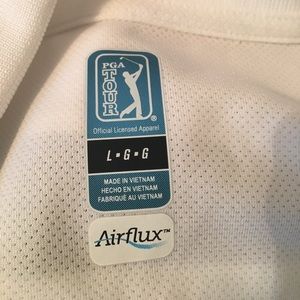 PGA
TOUR
®
Official Licensed Apparel
L▪G▪G
MADE IN VIETNAM
HECHO EN VIETNAM
FABRIQUÉ AU VIETNAM
Airflux™